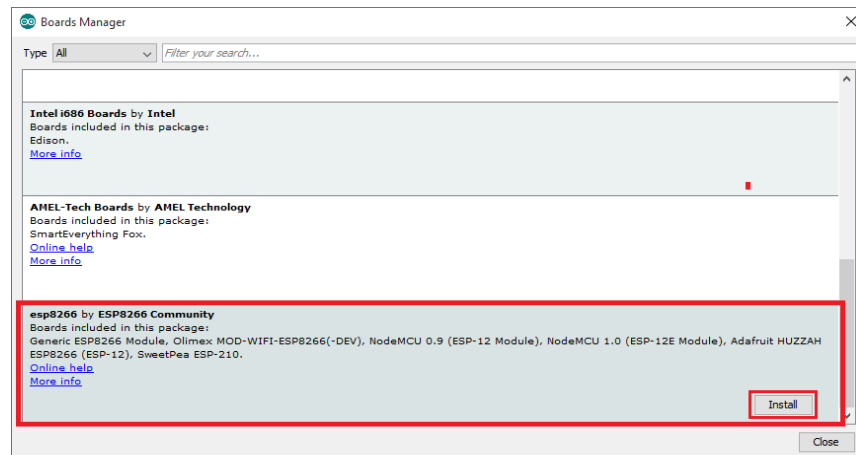 Boards Manager
Type All Filter your search...
Intel i686 Boards by Intel
Boards included in this package:
Edison.
More info
AMEL-Tech Boards by AMEL Technology
Boards included in this package:
SmartEverything Fox.
Online help
More info
esp8266 by ESP8266 Community
Boards included in this package:
Generic ESP8266 Module, Olimex MOD-WIFI-ESP8266(-DEV), NodeMCU 0.9 (ESP-12 Module), NodeMCU 1.0 (ESP-12E Module), Adafruit HUZZAH
ESP8266 (ESP-12), SweetPea ESP-210.
Online help
More info
Install
Close